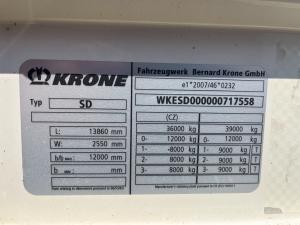 KRONE
Fahrzeugwerk Bernard Krone GmbH
e1*2007/46*0232
Typ SD
WKESD000000717558
(CZ)
L: 13860 mm
W: 2550 mm
b/b max.: 12000 mm
b mm
36000 kg 39000 kg
0- 12000 kg 0- 12000 kg
1- -8000 kg 1- 9000 kg
2- 8000 kg 2- 9000 kg
3- 8000 kg 3- 9000 kg